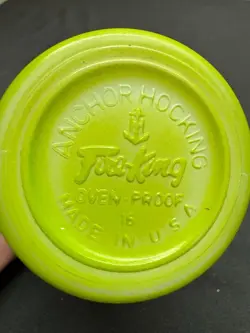 ANCHOR HOCKING
Fire-King
OVEN-PROOF
16
MADE IN U.S.A